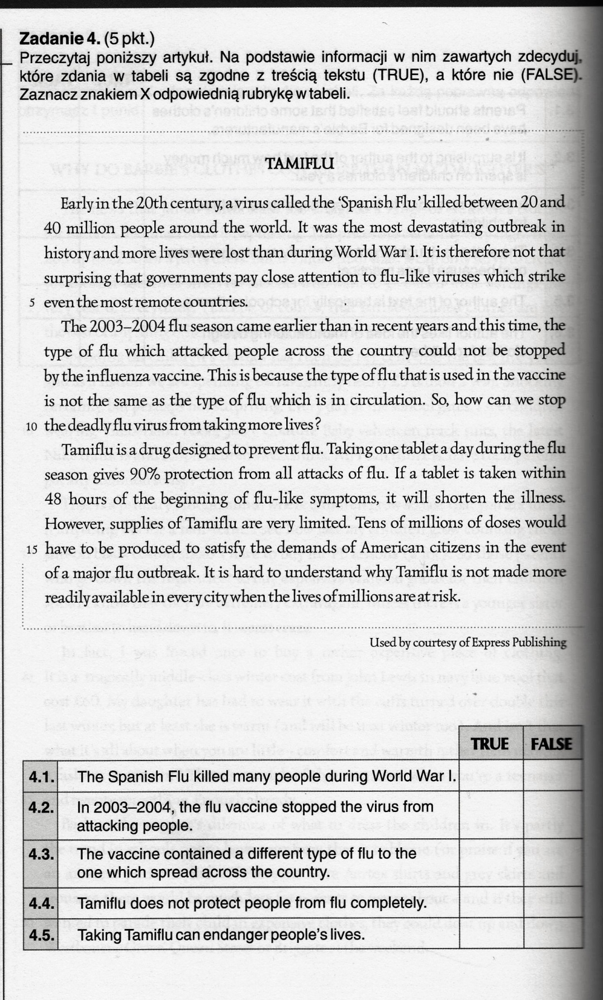 Zadanie 4. (5 pkt.)
Przeczytaj poniższy artykuł. Na podstawie informacji w nim zawartych zdecyduj,
które zdania w tabeli są zgodne z treścią tekstu (TRUE), a które nie (FALSE).
Zaznacz znakiem X odpowiednią rubrykę w tabeli.
TAMIFLU
Early in the 20th century, a virus called the ‘Spanish Flu’ killed between 20 and
40 million people around the world. It was the most devastating outbreak in
history and more lives were lost than during World War I. It is therefore not that
surprising that governments pay close attention to flu-like viruses which strike
5 even the most remote countries.
The 2003–2004 flu season came earlier than in recent years and this time, the
type of flu which attacked people across the country could not be stopped
by the influenza vaccine. This is because the type of flu that is used in the vaccine
is not the same as the type of flu which is in circulation. So, how can we stop
10 the deadly flu virus from taking more lives?
Tamiflu is a drug designed to prevent flu. Taking one tablet a day during the flu
season gives 90% protection from all attacks of flu. If a tablet is taken within
48 hours of the beginning of flu-like symptoms, it will shorten the illness.
However, supplies of Tamiflu are very limited. Tens of millions of doses would
15 have to be produced to satisfy the demands of American citizens in the event
of a major flu outbreak. It is hard to understand why Tamiflu is not made more
readily available in every city when the lives of millions are at risk.
Used by courtesy of Express Publishing
TRUE FALSE
4.1. The Spanish Flu killed many people during World War I.
4.2. In 2003–2004, the flu vaccine stopped the virus from
attacking people.
4.3. The vaccine contained a different type of flu to the
one which spread across the country.
4.4. Tamiflu does not protect people from flu completely.
4.5. Taking Tamiflu can endanger people's lives.